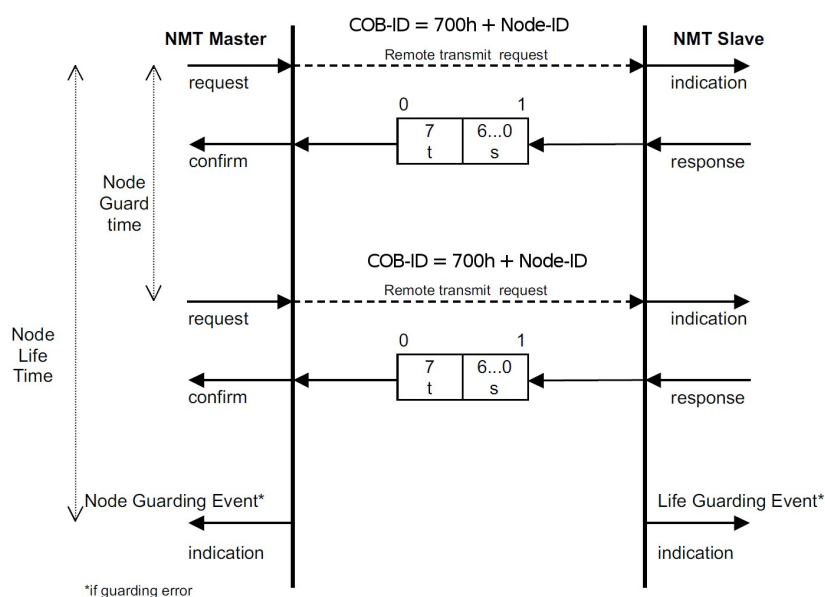 COB-ID = 700h + Node-ID
NMT Master
NMT Slave
Remote transmit request
request
indication
0 1
7 6...0
t s
confirm
response
Node
Guard
time
COB-ID = 700h + Node-ID
Remote transmit request
request
indication
Node
Life
Time
0 1
7 6...0
t s
confirm
response
Node Guarding Event*
Life Guarding Event*
indication
indication
*if guarding error